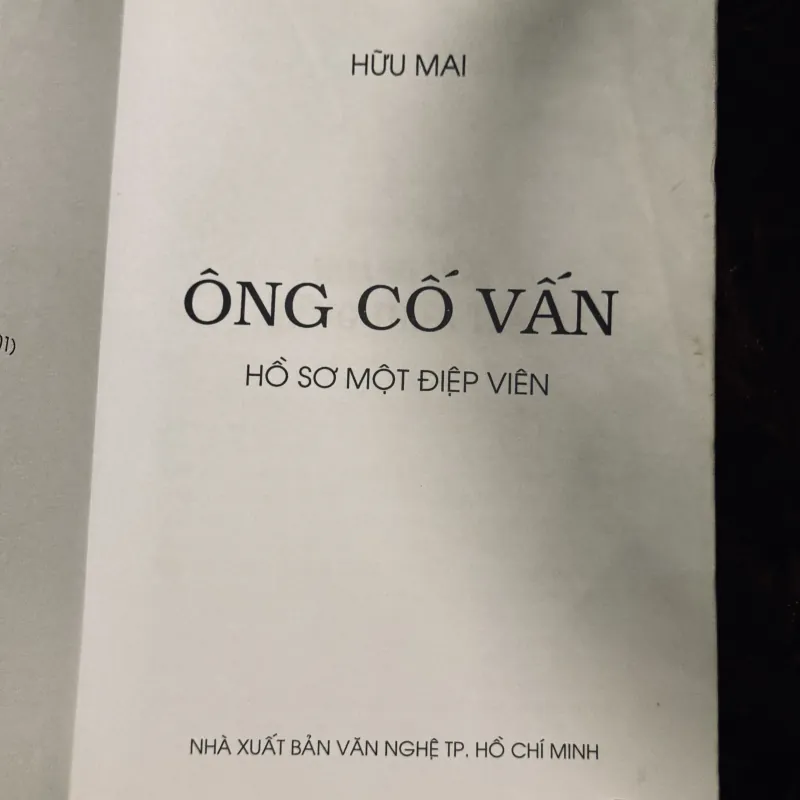 HỮU MAI
ÔNG CỐ VẤN
HỒ SƠ MỘT ĐIỆP VIÊN
NHÀ XUẤT BẢN VĂN NGHỆ TP. HỒ CHÍ MINH